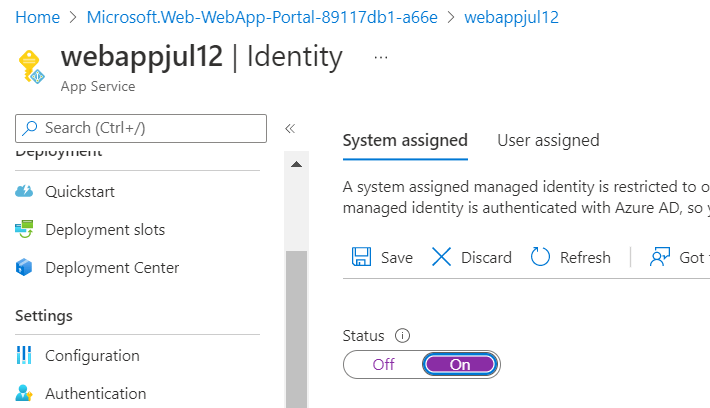 Home > Microsoft.Web-WebApp-Portal-89117db1-a66e > webappjul12
webappjul12 | Identity ...
App Service
Search (Ctrl+/)
Deployment
Quickstart
Deployment slots
Deployment Center
Settings
Configuration
Authentication
System assigned User assigned
A system assigned managed identity is restricted to o
managed identity is authenticated with Azure AD, so
Save Discard Refresh Got
Status
Off On